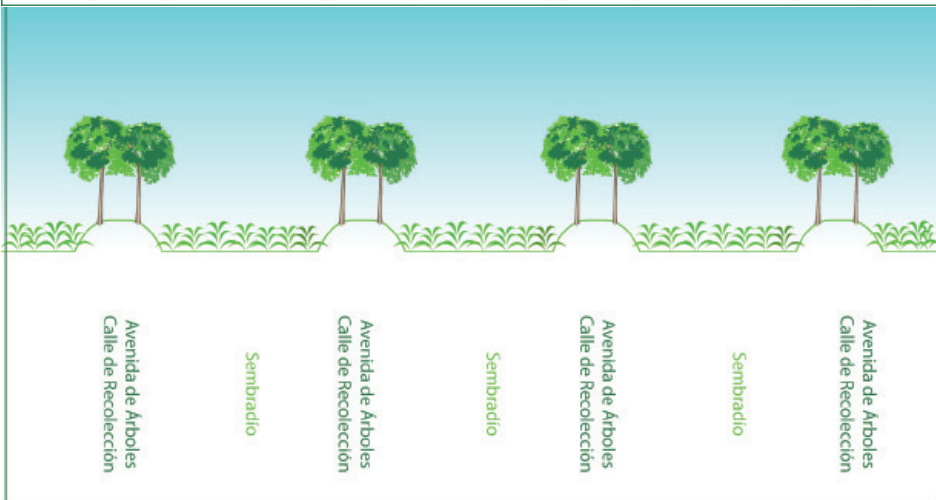 Avenida de Árboles
Calle de Recolección
Sembradío
Avenida de Árboles
Calle de Recolección
Sembradío
Avenida de Árboles
Calle de Recolección
Sembradío
Avenida de Árboles
Calle de Recolección